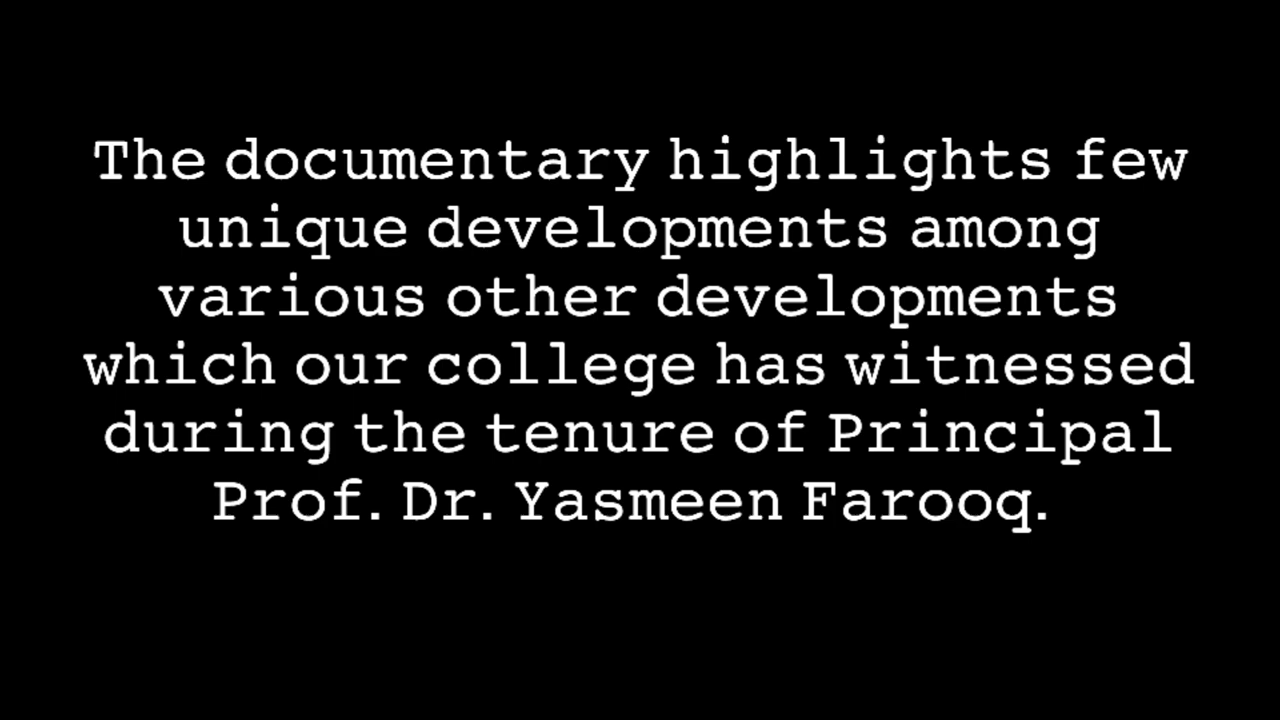 The documentary highlights few
unique developments among
various other developments
which our college has witnessed
during the tenure of Principal
Prof. Dr. Yasmeen Farooq.